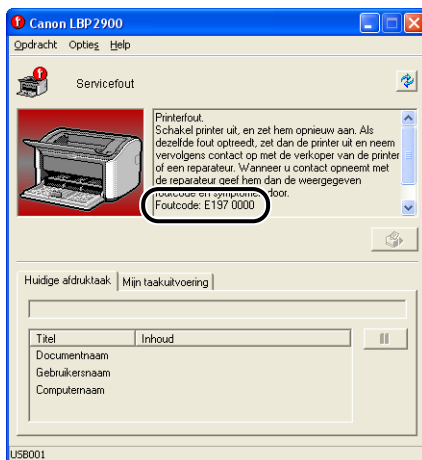 Canon LBP2900
Opdracht Opties Help
Servicefout
Printerfout.
Schakel printer uit, en zet hem opnieuw aan. Als
dezelfde fout optreedt, zet dan de printer uit en neem
vervolgens contact op met de verkoper van de printer
of een reparateur. Wanneer u contact opneemt met
de reparateur geef hem dan de weergegeven
foutcode en symptomen door.
Foutcode: E197 0000
Huidige afdruktaak Mijn taakuitvoering
Titel Inhoud
Documentnaam
Gebruikersnaam
Computernaam
USB001